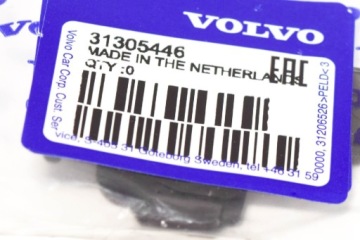 VOLVO
31305446
MADE IN THE NETHERLANDS
QTY :0
EAC
Volvo Car Corp. Cust. Ser
vice, S-405 31 Göteborg Sweden, tel +46 31 59
0000, 31206526>PELD<3